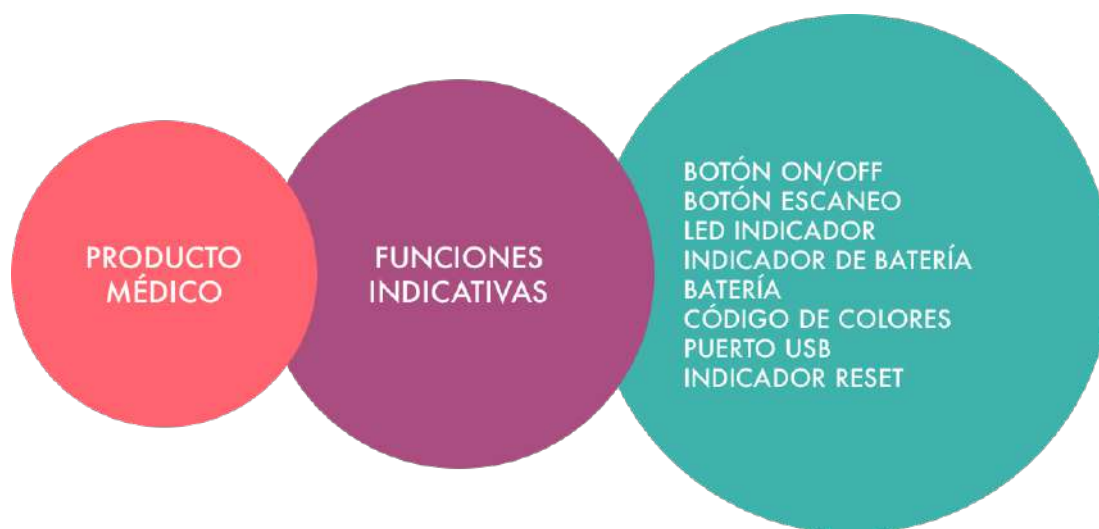 PRODUCTO
MÉDICO
FUNCIONES
INDICATIVAS
BOTÓN ON/OFF
BOTÓN ESCANEO
LED INDICADOR
INDICADOR DE BATERÍA
BATERÍA
CÓDIGO DE COLORES
PUERTO USB
INDICADOR RESET